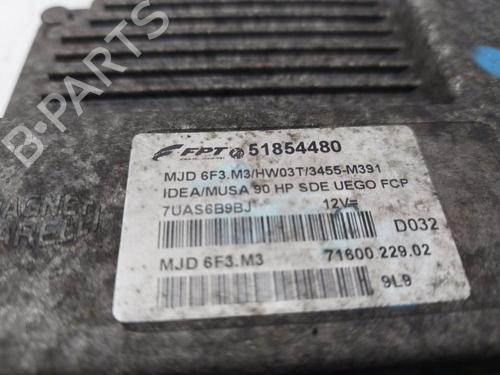 B-PARTS
FPT 51854480
MJD 6F3.M3/HW03T/3455-M391
IDEA/MUSA 90 HP SDE UEGO FCP
7UAS6B9BJ 12V=
D032
MJD 6F3.M3 71600.229.02
9L9